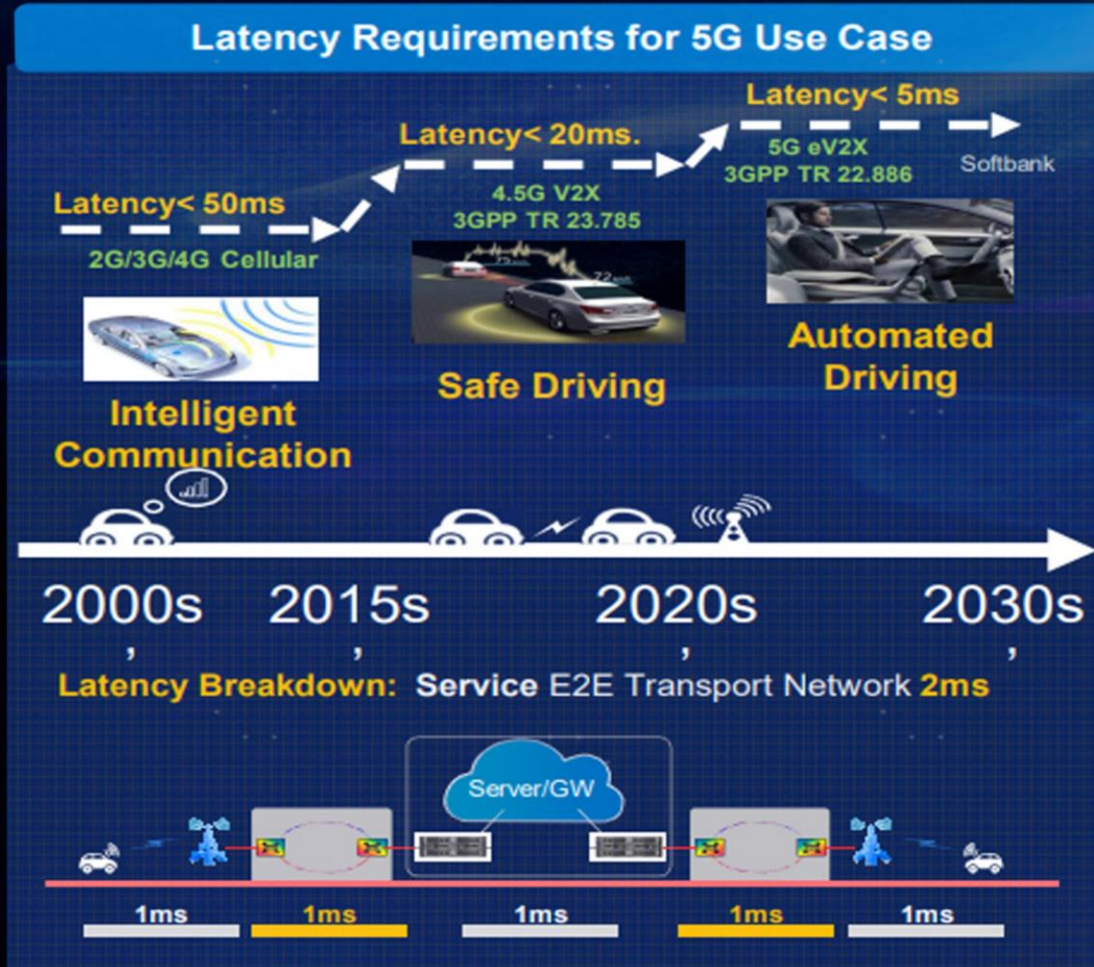 Latency Requirements for 5G Use Case
Latency< 5ms
Latency< 20ms.
5G eV2X
3GPP TR 22.886
Softbank
4.5G V2X
3GPP TR 23.785
Latency< 50ms
2G/3G/4G Cellular
Automated
Driving
Safe Driving
Intelligent
Communication
2000s 2015s 2020s 2030s
, , , ,
Latency Breakdown: Service E2E Transport Network 2ms
Server/GW
1ms 1ms 1ms 1ms 1ms